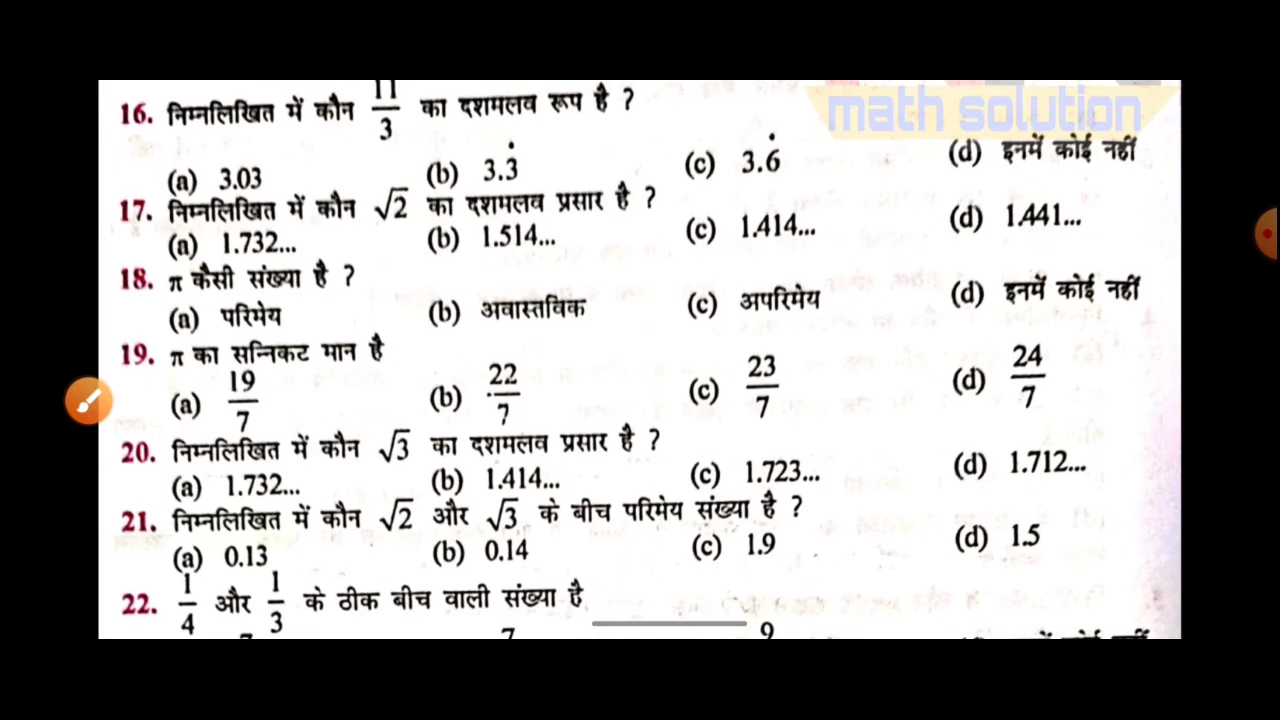 math solution
16. निम्नलिखित में कौन 11/3 का दशमलव रूप है ?
(a) 3.03 (b) 3.3̇ (c) 3.6̇ (d) इनमें कोई नहीं
17. निम्नलिखित में कौन √2 का दशमलव प्रसार है ?
(a) 1.732... (b) 1.514... (c) 1.414... (d) 1.441...
18. π कैसी संख्या है ?
(a) परिमेय (b) अवास्तविक (c) अपरिमेय (d) इनमें कोई नहीं
19. π का सन्निकट मान है
(a) 19/7 (b) 22/7 (c) 23/7 (d) 24/7
20. निम्नलिखित में कौन √3 का दशमलव प्रसार है ?
(a) 1.732... (b) 1.414... (c) 1.723... (d) 1.712...
21. निम्नलिखित में कौन √2 और √3 के बीच परिमेय संख्या है ?
(a) 0.13 (b) 0.14 (c) 1.9 (d) 1.5
22. 1/4 और 1/3 के ठीक बीच वाली संख्या है